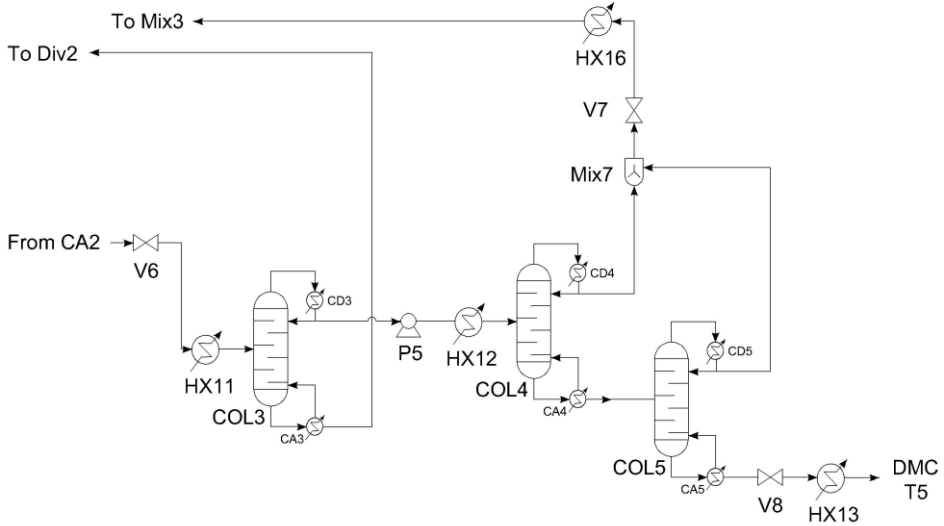 To Mix3
HX16
To Div2
V7
Mix7
From CA2
V6
CD4
CD3
P5
HX12
HX11
COL3
CA3
COL4
CA4
CD5
COL5
CA5
V8
HX13
DMC
T5